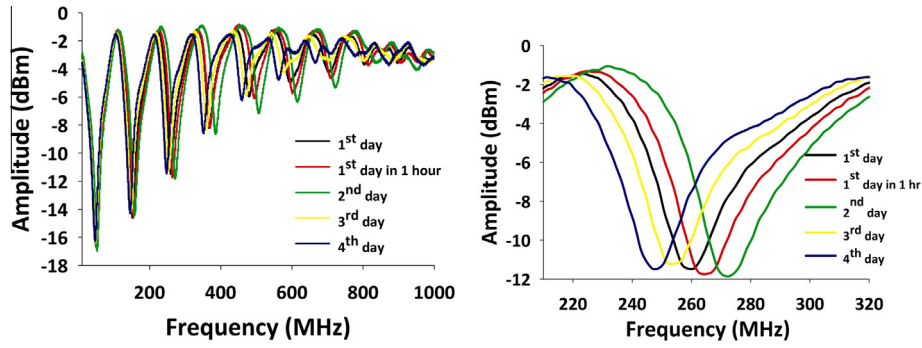 0
-2
-4
-6
-8
-10
-12
-14
-16
-18
Amplitude (dBm)
1st day
1st day in 1 hour
2nd day
3rd day
4th day
200 400 600 800 1000
Frequency (MHz)
0
-2
-4
-6
-8
-10
-12
Amplitude (dBm)
1st day
1st day in 1 hr
2nd day
3rd day
4th day
220 240 260 280 300 320
Frequency (MHz)